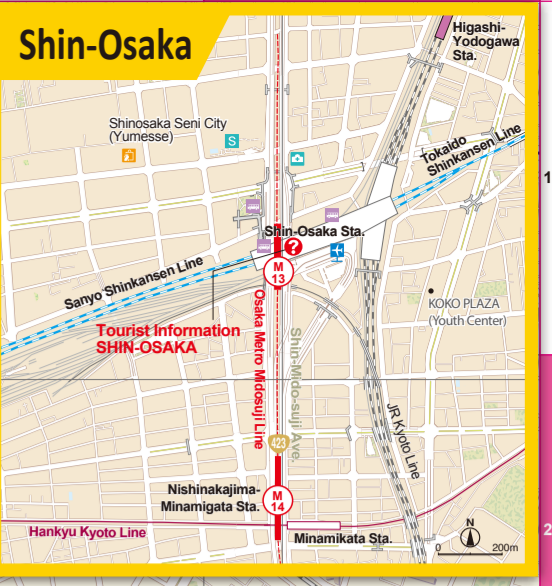 Shin-Osaka
Higashi-
Yodogawa
Sta.
Shinosaka Seni City
(Yumesse)
S
Tokaido
Shinkansen Line
1
Shin-Osaka Sta.
?
M
13
Sanyo Shinkansen Line
KOKO PLAZA
(Youth Center)
Tourist Information
SHIN-OSAKA
Osaka Metro Midosuji Line
Shin-Mido-suji Ave.
JR Kyoto Line
423
Nishinakajima-
Minamigata Sta.
M
14
Hankyu Kyoto Line
Minamikata Sta.
N
0 200m
2